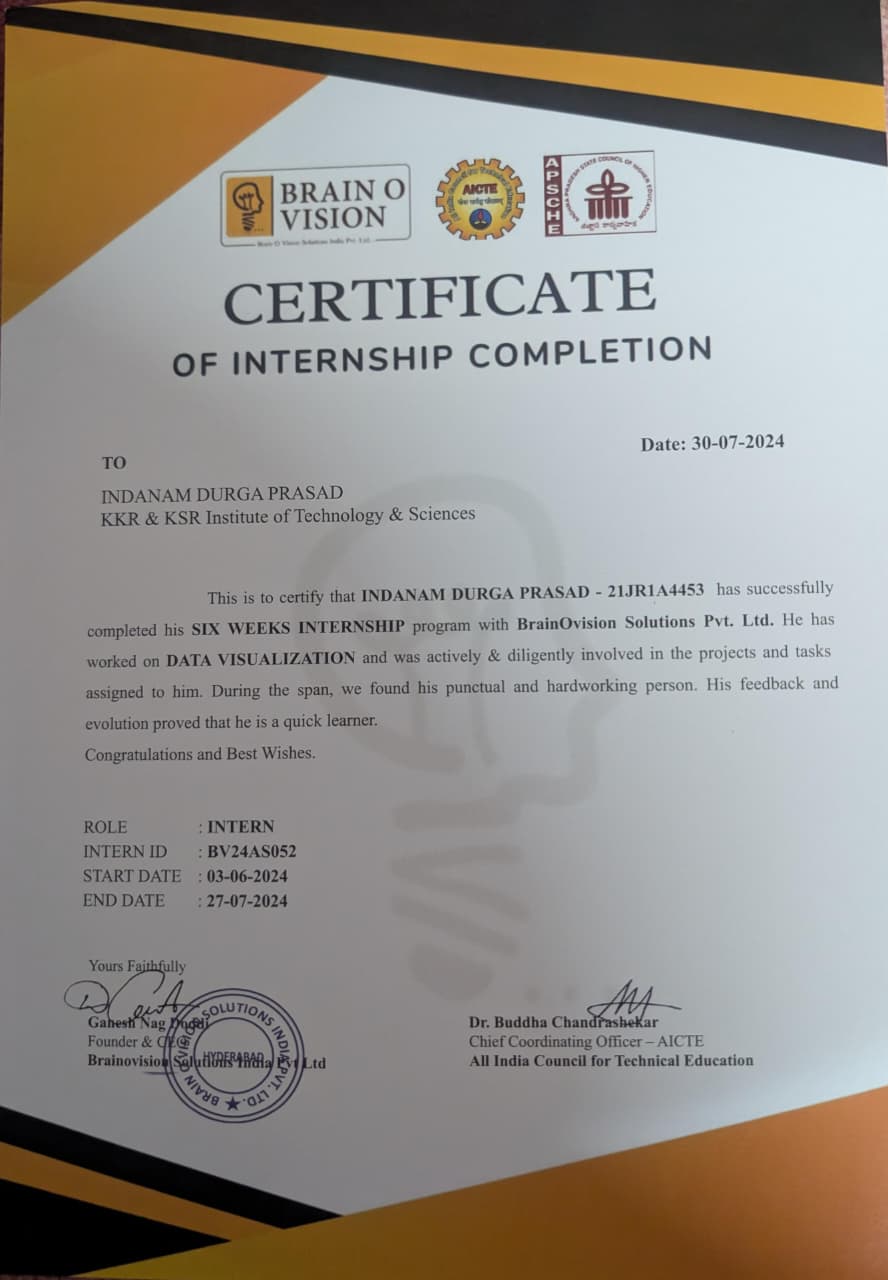 BRAIN O
VISION
Brain O Vision Solutions India Pvt. Ltd.
AICTE
APSCHE
ANDHRA PRADESH STATE COUNCIL OF HIGHER EDUCATION
CERTIFICATE
OF INTERNSHIP COMPLETION
Date: 30-07-2024
TO
INDANAM DURGA PRASAD
KKR & KSR Institute of Technology & Sciences
This is to certify that INDANAM DURGA PRASAD - 21JR1A4453 has successfully
completed his SIX WEEKS INTERNSHIP program with BrainOvision Solutions Pvt. Ltd. He has
worked on DATA VISUALIZATION and was actively & diligently involved in the projects and tasks
assigned to him. During the span, we found his punctual and hardworking person. His feedback and
evolution proved that he is a quick learner.
Congratulations and Best Wishes.
ROLE : INTERN
INTERN ID : BV24AS052
START DATE : 03-06-2024
END DATE : 27-07-2024
Yours Faithfully
Ganesh Nag Doddi
Founder & CEO
Brainovision Solutions India Pvt Ltd
BRAIN O VISION SOLUTIONS INDIA PVT. LTD.
HYDERABAD
Dr. Buddha Chandrashekar
Chief Coordinating Officer – AICTE
All India Council for Technical Education